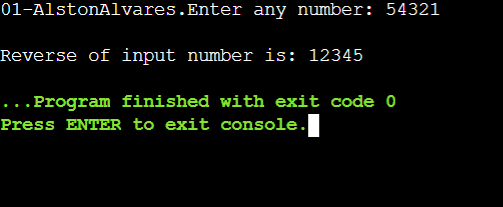 01-AlstonAlvares.Enter any number: 54321
Reverse of input number is: 12345
...Program finished with exit code 0
Press ENTER to exit console.